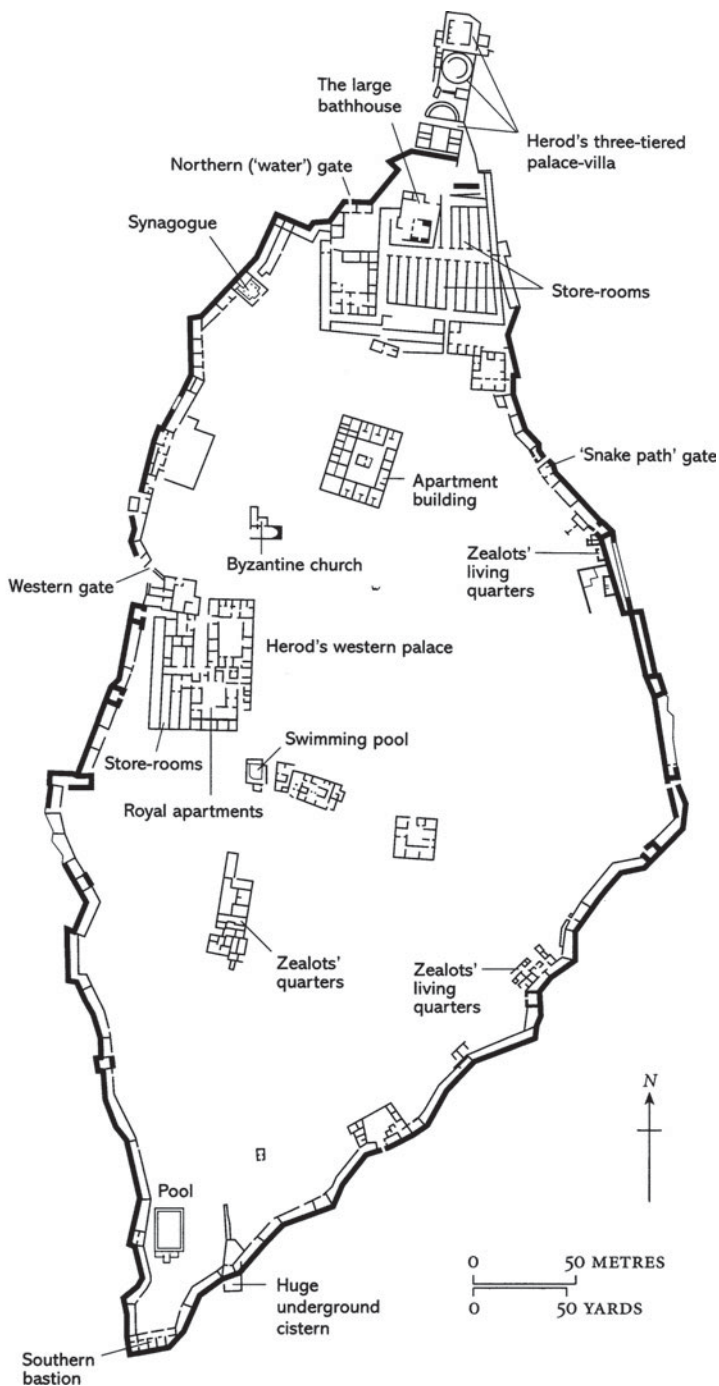 The large
bathhouse
Herod's three-tiered
palace-villa
Northern ('water') gate
Synagogue
Store-rooms
'Snake path' gate
Apartment
building
Byzantine church
Zealots'
living
quarters
Western gate
Herod's western palace
Swimming pool
Store-rooms
Royal apartments
Zealots'
quarters
Zealots'
living
quarters
N
Pool
0 50 METRES
0 50 YARDS
Huge
underground
cistern
Southern
bastion